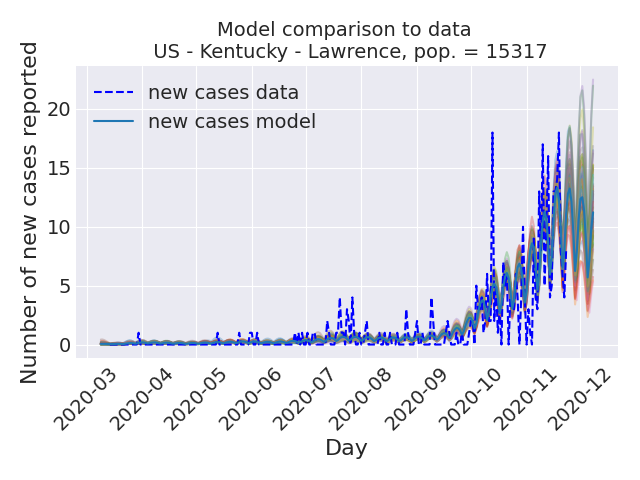 Model comparison to data
US - Kentucky - Lawrence, pop. = 15317
Number of new cases reported
20
15
10
5
0
new cases data
new cases model
2020-03
2020-04
2020-05
2020-06
2020-07
2020-08
2020-09
2020-10
2020-11
2020-12
Day